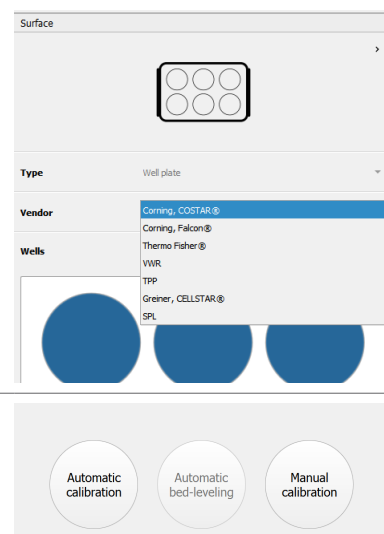 Surface
Type Well plate
Vendor Corning, COSTAR®
Corning, Falcon®
Thermo Fisher®
VWR
TPP
Greiner, CELLSTAR®
SPL
Wells
Automatic
calibration
Automatic
bed-leveling
Manual
calibration